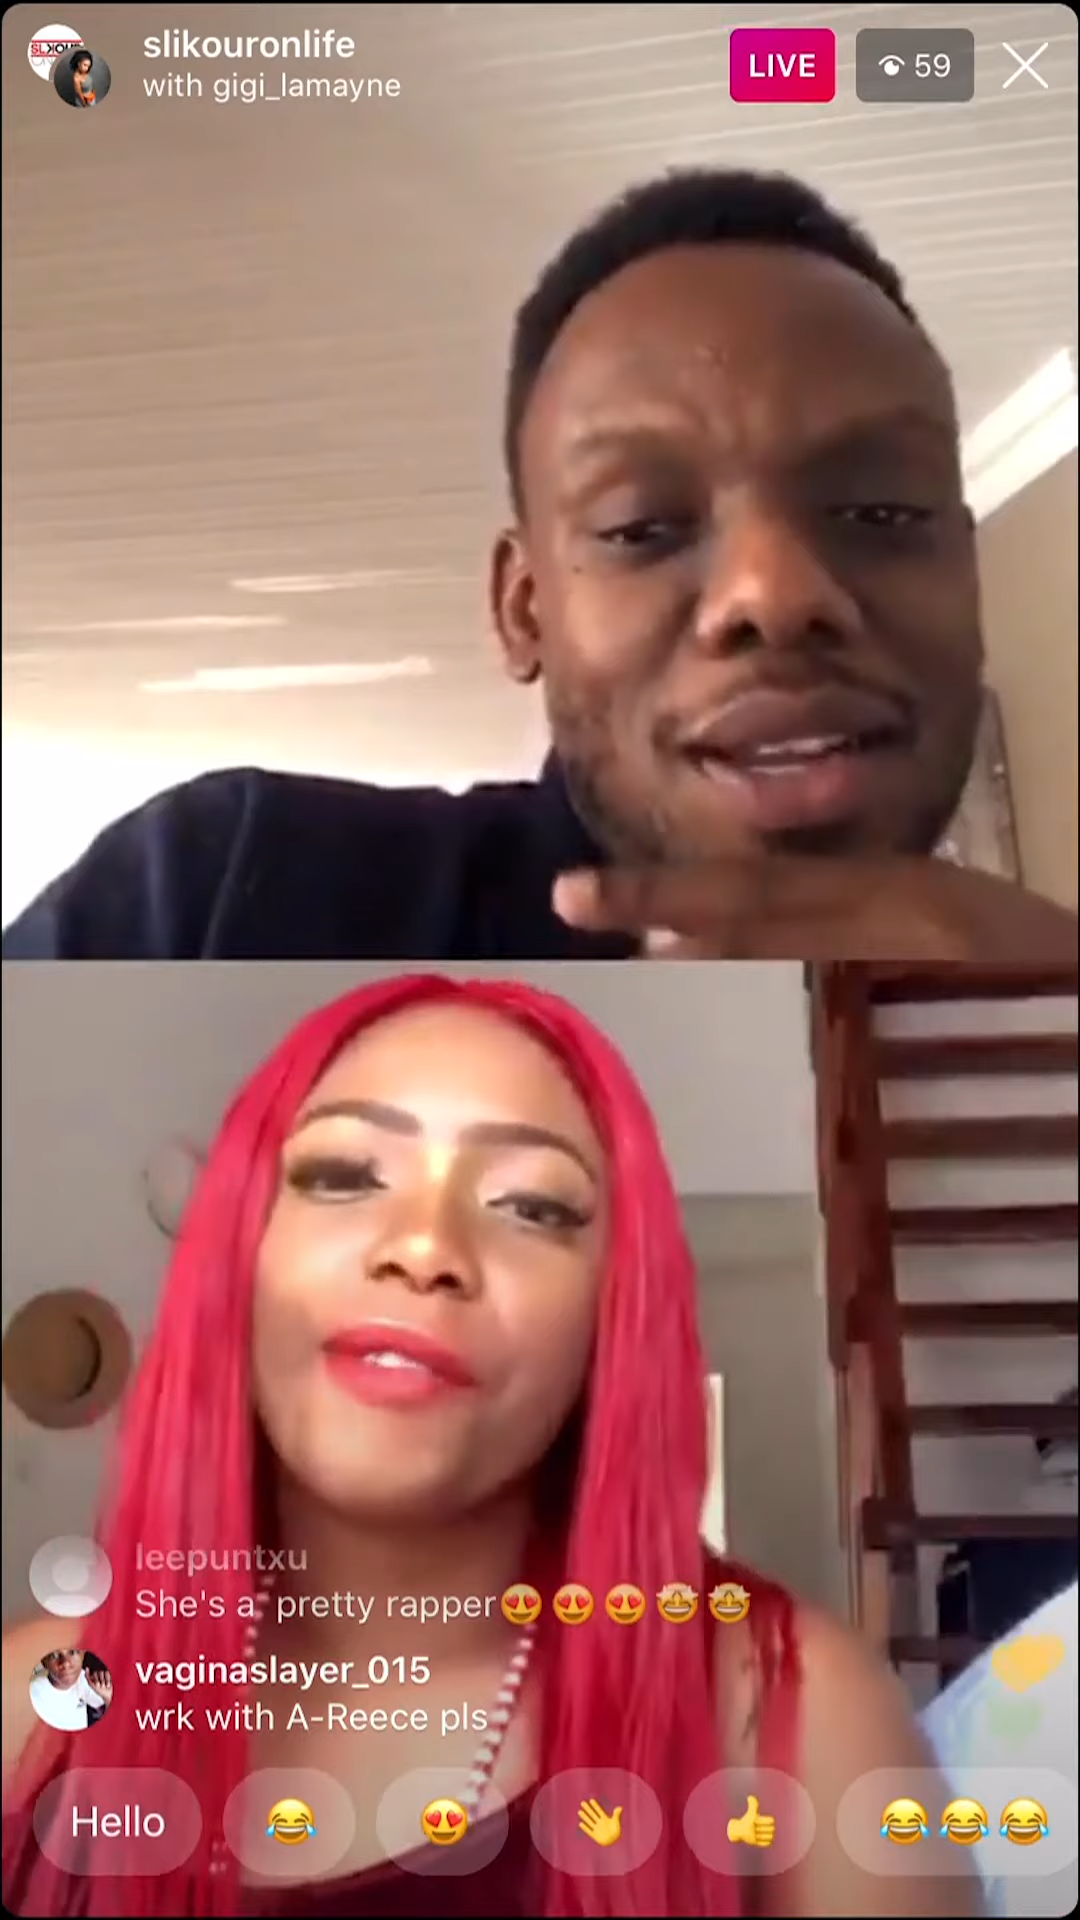 slikouronlife
with gigi_lamayne
LIVE
59
leepuntxu
She's a pretty rapper😍😍😍🤩🤩
vaginaslayer_015
wrk with A-Reece pls
Hello
😂
😍
👋
👍
😂😂😂